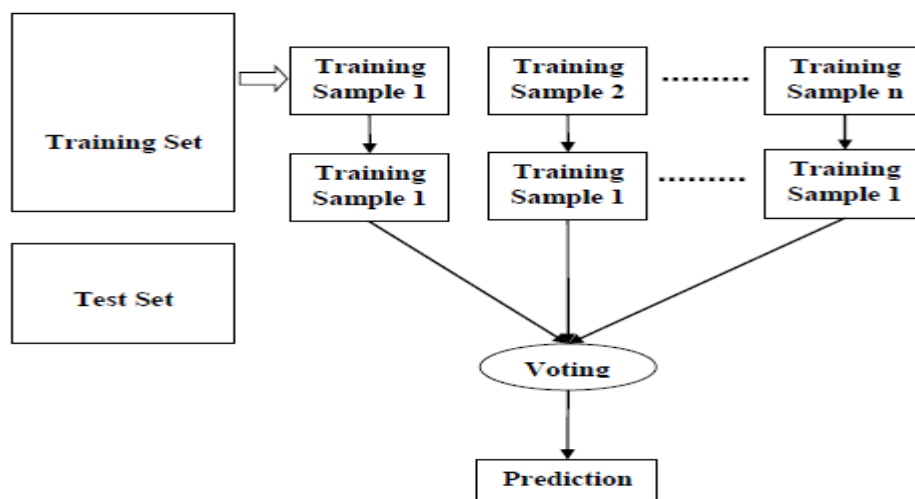 Training Set
Training
Sample 1
Training
Sample 2
Training
Sample n
Training
Sample 1
Training
Sample 1
Training
Sample 1
Test Set
Voting
Prediction